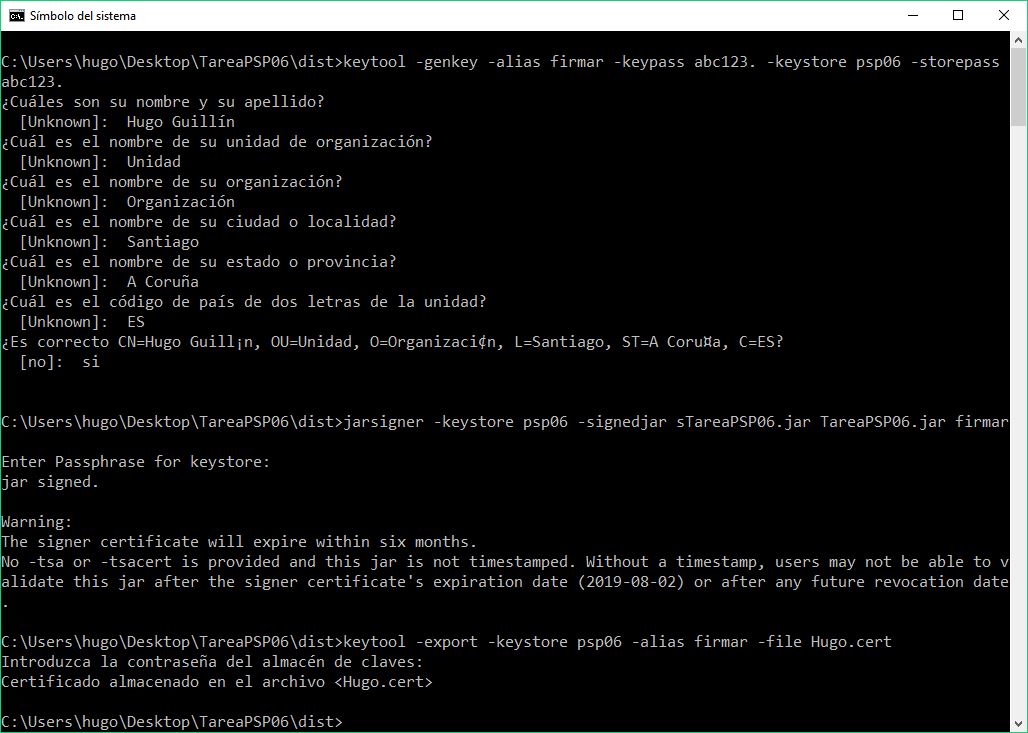 Símbolo del sistema
C:\Users\hugo\Desktop\TareaPSP06\dist>keytool -genkey -alias firmar -keypass abc123. -keystore psp06 -storepass
abc123.
¿Cuáles son su nombre y su apellido?
  [Unknown]:  Hugo Guillín
¿Cuál es el nombre de su unidad de organización?
  [Unknown]:  Unidad
¿Cuál es el nombre de su organización?
  [Unknown]:  Organización
¿Cuál es el nombre de su ciudad o localidad?
  [Unknown]:  Santiago
¿Cuál es el nombre de su estado o provincia?
  [Unknown]:  A Coruña
¿Cuál es el código de país de dos letras de la unidad?
  [Unknown]:  ES
¿Es correcto CN=Hugo Guill¡n, OU=Unidad, O=Organizaci¢n, L=Santiago, ST=A Coru¤a, C=ES?
  [no]:  si
C:\Users\hugo\Desktop\TareaPSP06\dist>jarsigner -keystore psp06 -signedjar sTareaPSP06.jar TareaPSP06.jar firmar
Enter Passphrase for keystore:
jar signed.
Warning:
The signer certificate will expire within six months.
No -tsa or -tsacert is provided and this jar is not timestamped. Without a timestamp, users may not be able to v
alidate this jar after the signer certificate's expiration date (2019-08-02) or after any future revocation date
.
C:\Users\hugo\Desktop\TareaPSP06\dist>keytool -export -keystore psp06 -alias firmar -file Hugo.cert
Introduzca la contraseña del almacén de claves:
Certificado almacenado en el archivo <Hugo.cert>
C:\Users\hugo\Desktop\TareaPSP06\dist>